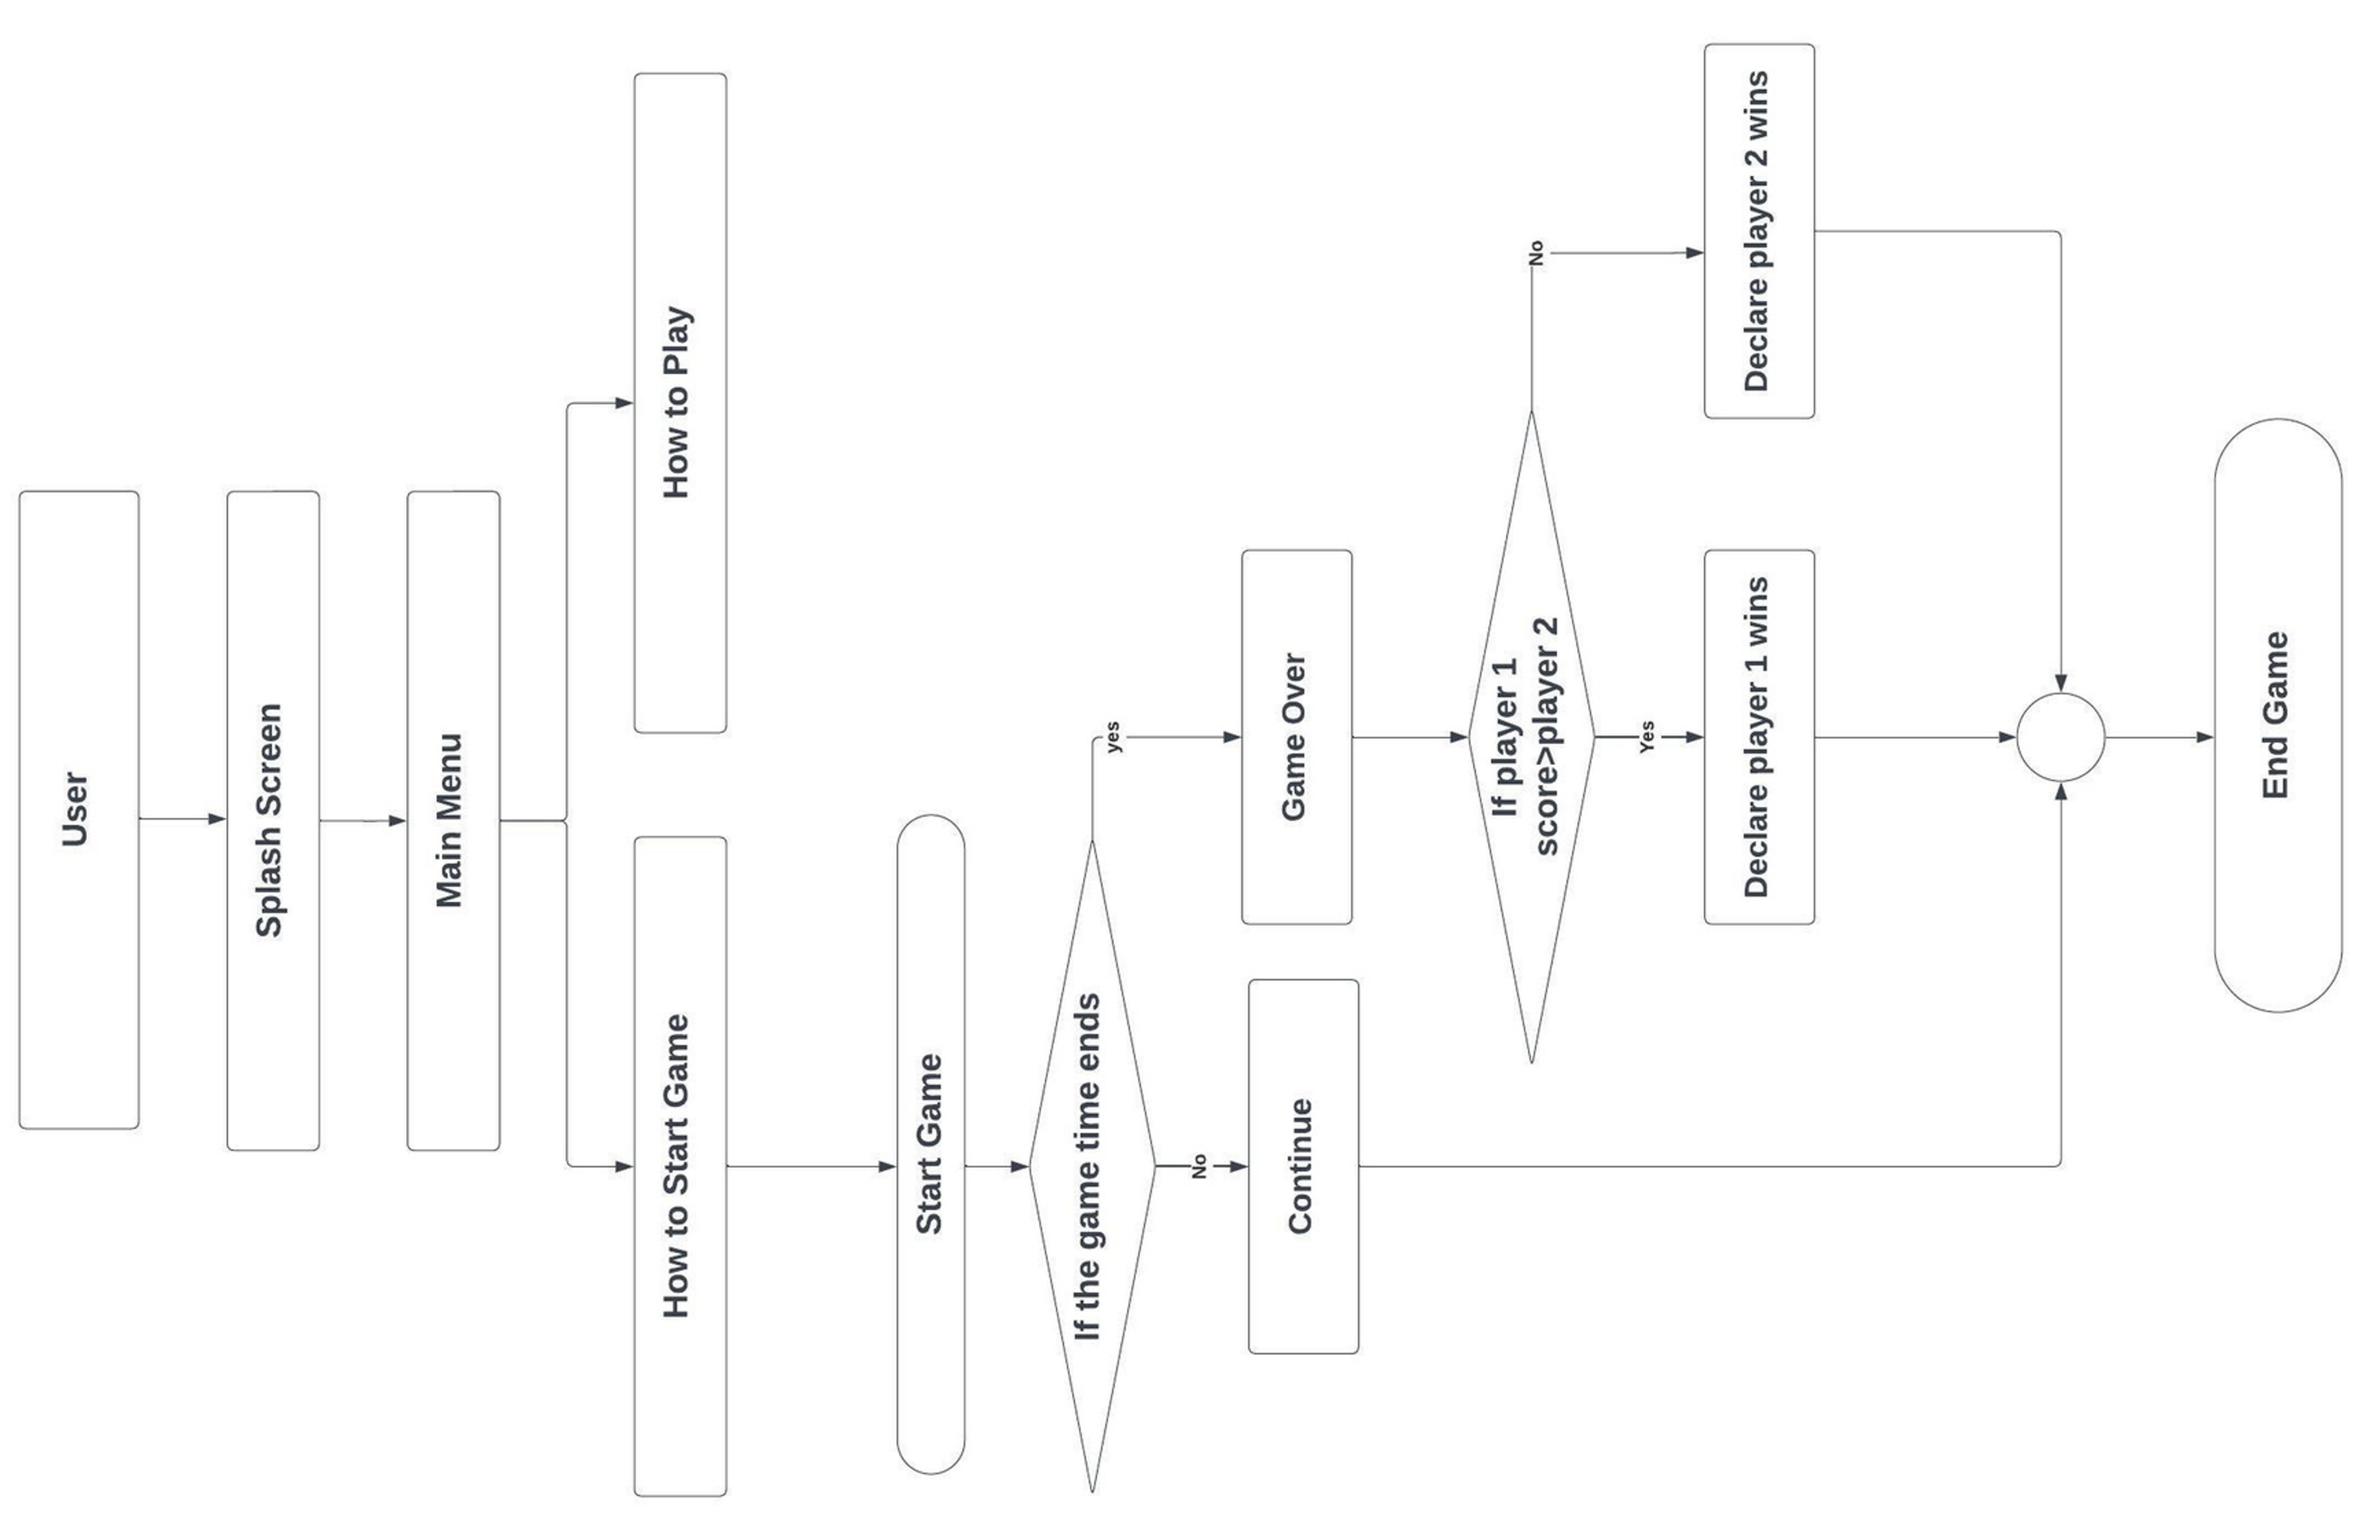 User
Splash Screen
Main Menu
How to Start Game
How to Play
Start Game
If the game time ends
yes
No
Continue
Game Over
If player 1
score>player 2
No
Yes
Declare player 1 wins
Declare player 2 wins
End Game